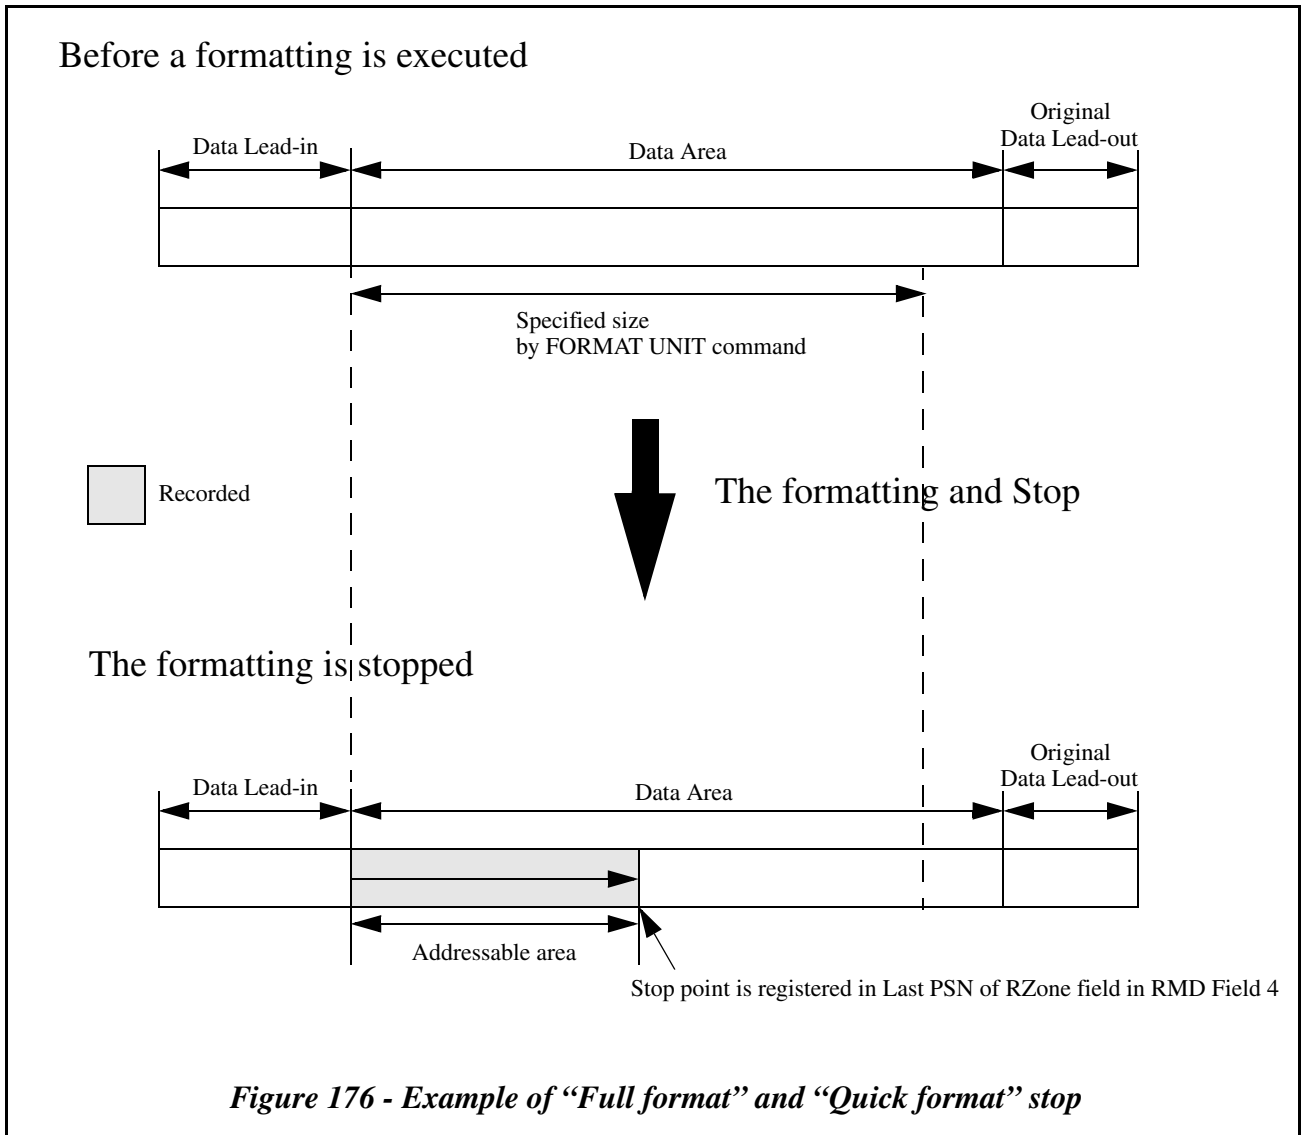 Before a formatting is executed
Original
Data Lead-in
Data Area
Data Lead-out
Specified size
by FORMAT UNIT command
Recorded
The formatting and Stop
The formatting is stopped
Original
Data Lead-in
Data Area
Data Lead-out
Addressable area
Stop point is registered in Last PSN of RZone field in RMD Field 4
Figure 176 - Example of “Full format” and “Quick format” stop